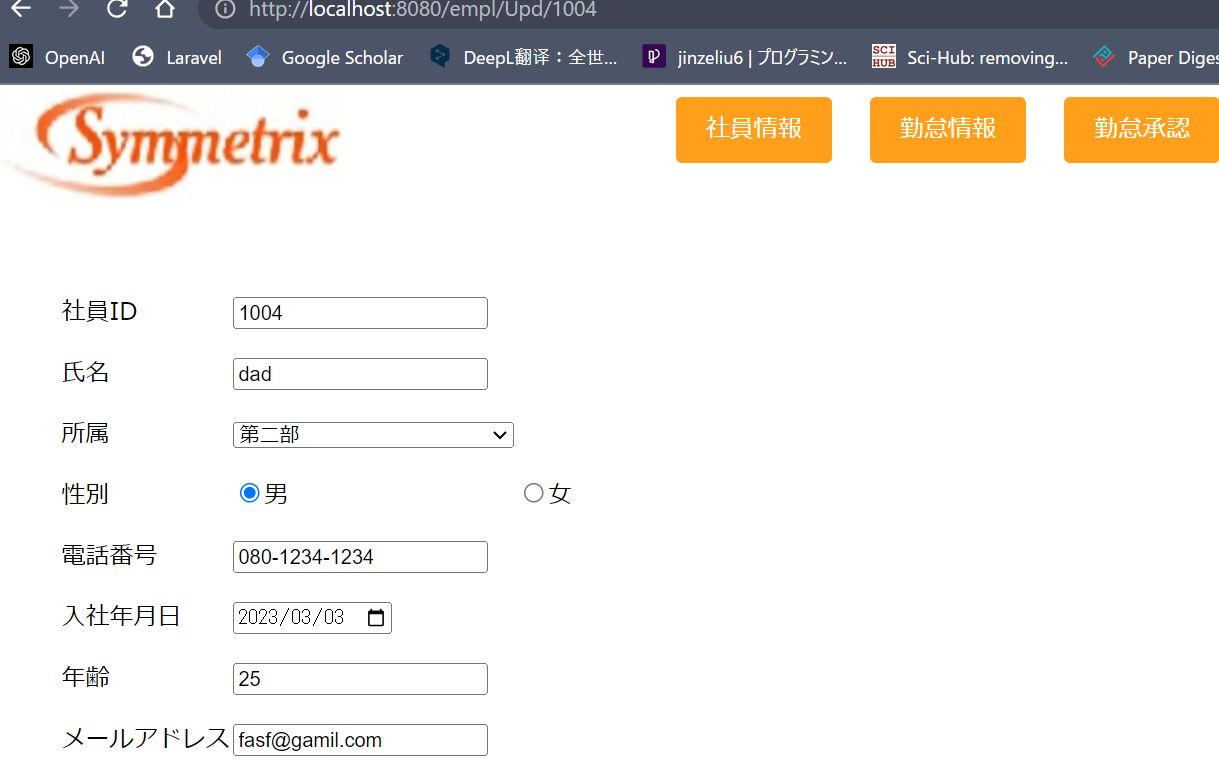 http://localhost:8080/empl/Upd/1004
OpenAI Laravel Google Scholar DeepL翻译：全世... jinzeliu6 | プログラミン... Sci-Hub: removing... Paper Diges
Symmetrix 社員情報 勤怠情報 勤怠承認
社員ID 1004
氏名 dad
所属 第二部
性別 男 女
電話番号 080-1234-1234
入社年月日 2023/03/03
年齢 25
メールアドレス fasf@gamil.com